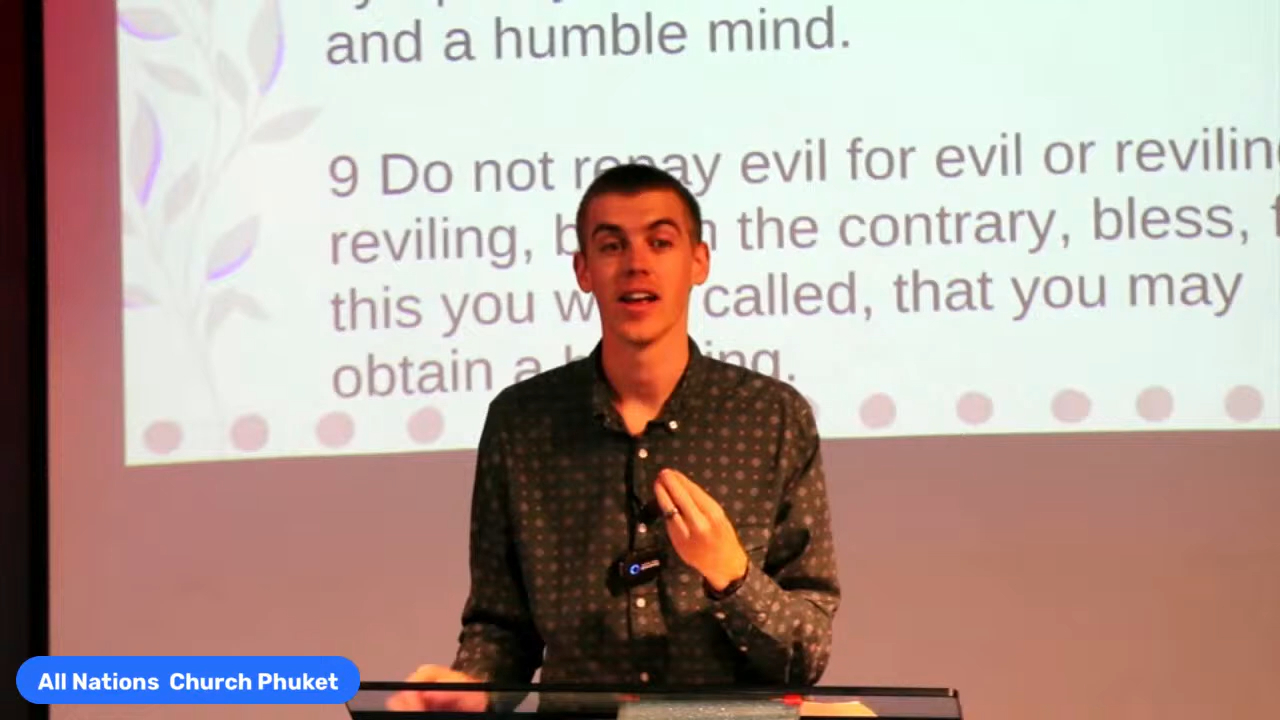 and a humble mind.
9 Do not repay evil for evil or
reviling, the contrary, bless,
this you called, that you may
obtain a
All Nations Church Phuket